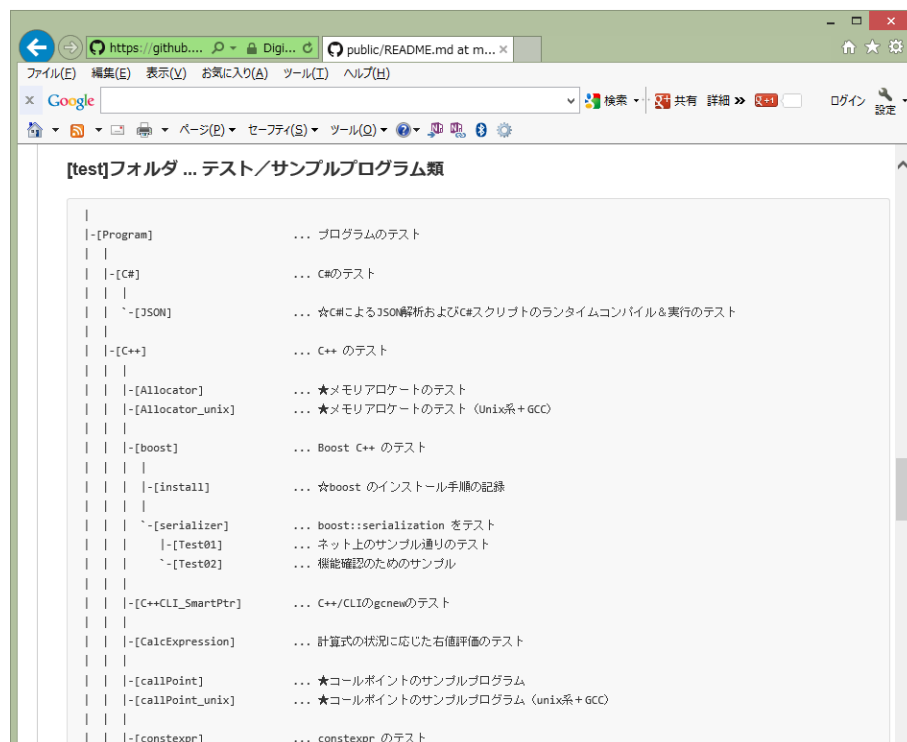 https://github.... Digi... public/README.md at m... ×
ファイル(F) 編集(E) 表示(V) お気に入り(A) ツール(T) ヘルプ(H)
x Google 検索 共有 詳細 >> +1 ログイン 設定
ページ(P) セーフティ(S) ツール(O)
[test]フォルダ ... テスト／サンプルプログラム類
|
|-[Program] ... プログラムのテスト
| |
| |-[C#] ... C#のテスト
| | |
| | `-[JSON] ... ☆C#によるJSON解析およびC#スクリプトのランタイムコンパイル＆実行のテスト
| |
| |-[C++] ... C++ のテスト
| | |
| | |-[Allocator] ... ★メモリアロケートのテスト
| | |-[Allocator_unix] ... ★メモリアロケートのテスト（Unix系＋GCC）
| | |
| | |-[boost] ... Boost C++ のテスト
| | | |
| | | |-[install] ... ☆boost のインストール手順の記録
| | | |
| | | `-[serializer] ... boost::serialization をテスト
| | |   |-[Test01] ... ネット上のサンプル通りのテスト
| | |   `-[Test02] ... 機能確認のためのサンプル
| | |
| | |-[C++CLI_SmartPtr] ... C++/CLIのgcnewのテスト
| | |
| | |-[CalcExpression] ... 計算式の状況に応じた右値評価のテスト
| | |
| | |-[callPoint] ... ★コールポイントのサンプルプログラム
| | |-[callPoint_unix] ... ★コールポイントのサンプルプログラム（unix系＋GCC）
| | |
| | |-[constexpr] ... constexpr のテスト